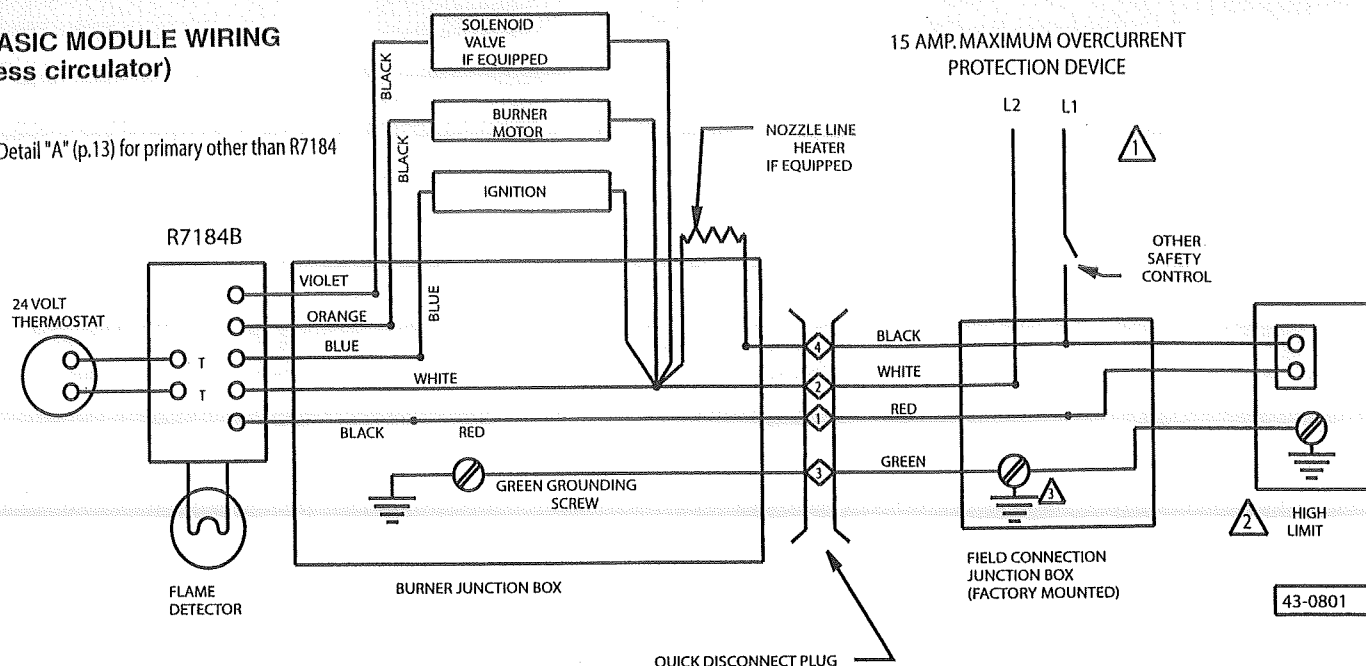 ASIC MODULE WIRING
ess circulator)
Detail "A" (p.13) for primary other than R7184
SOLENOID
VALVE
IF EQUIPPED
BURNER
MOTOR
IGNITION
BLACK
BLACK
BLUE
NOZZLE LINE
HEATER
IF EQUIPPED
15 AMP. MAXIMUM OVERCURRENT
PROTECTION DEVICE
L2 L1
1
OTHER
SAFETY
CONTROL
R7184B
24 VOLT
THERMOSTAT
T
T
VIOLET
ORANGE
BLUE
WHITE
BLACK RED
GREEN GROUNDING
SCREW
4
2
1
3
BLACK
WHITE
RED
GREEN
3
2
HIGH
LIMIT
FLAME
DETECTOR
BURNER JUNCTION BOX
FIELD CONNECTION
JUNCTION BOX
(FACTORY MOUNTED)
43-0801
QUICK DISCONNECT PLUG